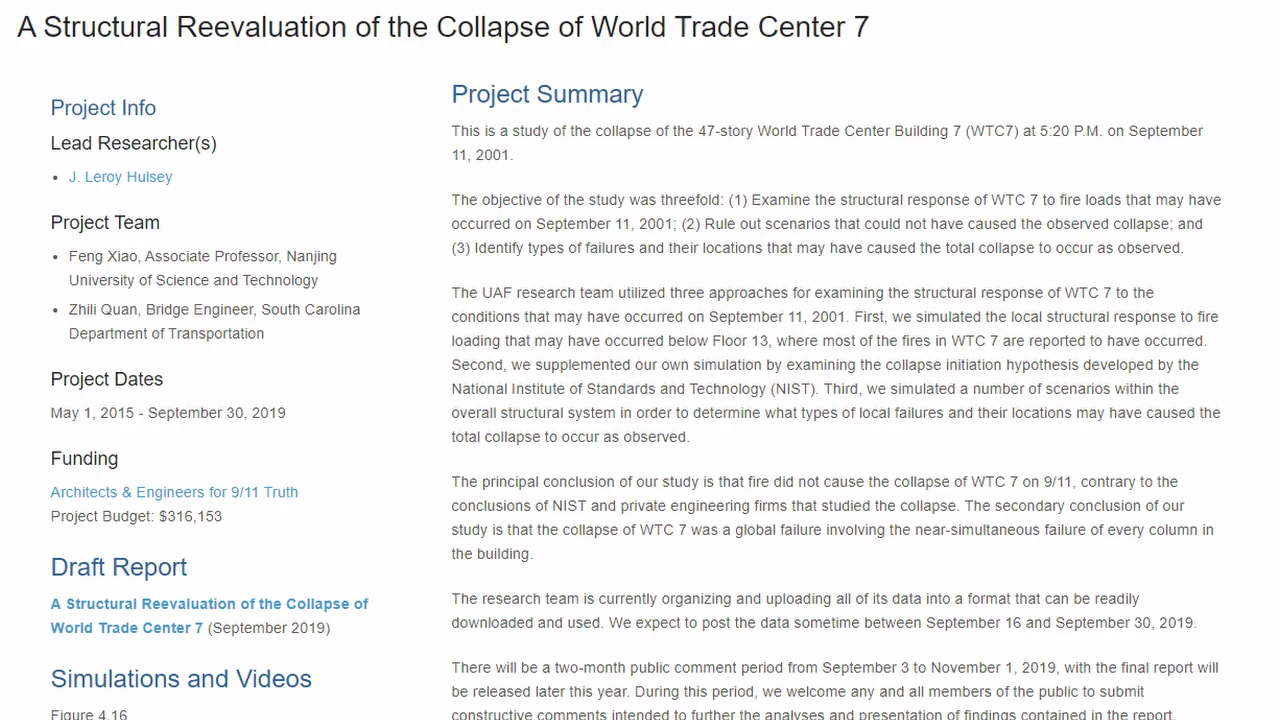 A Structural Reevaluation of the Collapse of World Trade Center 7
Project Info
Lead Researcher(s)
• J. Leroy Hulsey
Project Team
• Feng Xiao, Associate Professor, Nanjing
University of Science and Technology
• Zhili Quan, Bridge Engineer, South Carolina
Department of Transportation
Project Dates
May 1, 2015 - September 30, 2019
Funding
Architects & Engineers for 9/11 Truth
Project Budget: $316,153
Draft Report
A Structural Reevaluation of the Collapse of
World Trade Center 7 (September 2019)
Simulations and Videos
Figure 4.16
Project Summary
This is a study of the collapse of the 47-story World Trade Center Building 7 (WTC7) at 5:20 P.M. on September
11, 2001.
The objective of the study was threefold: (1) Examine the structural response of WTC 7 to fire loads that may have
occurred on September 11, 2001; (2) Rule out scenarios that could not have caused the observed collapse; and
(3) Identify types of failures and their locations that may have caused the total collapse to occur as observed.
The UAF research team utilized three approaches for examining the structural response of WTC 7 to the
conditions that may have occurred on September 11, 2001. First, we simulated the local structural response to fire
loading that may have occurred below Floor 13, where most of the fires in WTC 7 are reported to have occurred.
Second, we supplemented our own simulation by examining the collapse initiation hypothesis developed by the
National Institute of Standards and Technology (NIST). Third, we simulated a number of scenarios within the
overall structural system in order to determine what types of local failures and their locations may have caused the
total collapse to occur as observed.
The principal conclusion of our study is that fire did not cause the collapse of WTC 7 on 9/11, contrary to the
conclusions of NIST and private engineering firms that studied the collapse. The secondary conclusion of our
study is that the collapse of WTC 7 was a global failure involving the near-simultaneous failure of every column in
the building.
The research team is currently organizing and uploading all of its data into a format that can be readily
downloaded and used. We expect to post the data sometime between September 16 and September 30, 2019.
There will be a two-month public comment period from September 3 to November 1, 2019, with the final report will
be released later this year. During this period, we welcome any and all members of the public to submit
constructive comments intended to further the analyses and presentation of findings contained in the report.